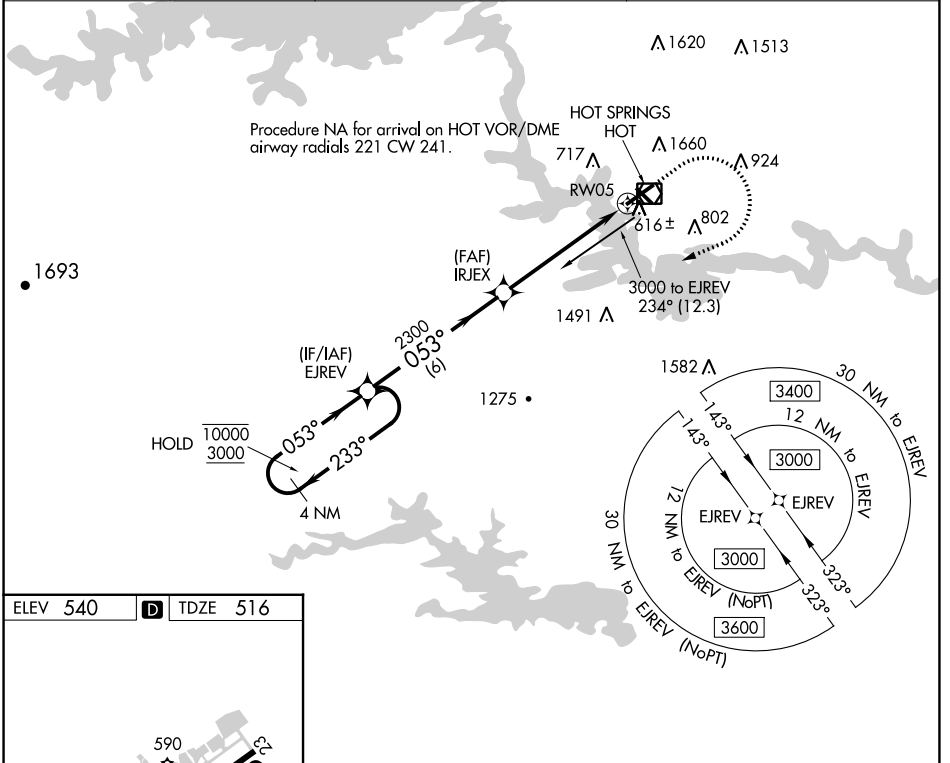 1620
1513
HOT SPRINGS
HOT
Procedure NA for arrival on HOT VOR/DME
airway radials 221 CW 241.
717
1660
924
RW05
616±
802
1693
(FAF)
IRJEX
3000 to EJREV
234° (12.3)
1491
2300
053°
(6)
(IF/IAF)
EJREV
1582
1275
HOLD
10000
3000
053°
233°
4 NM
30 NM to EJREV
3400
143°
12 NM to EJREV
3000
EJREV
323°
143°
EJREV
12 NM to EJREV (NoPT)
3000
323°
30 NM to EJREV (NoPT)
3600
ELEV 540 D TDZE 516
590
23